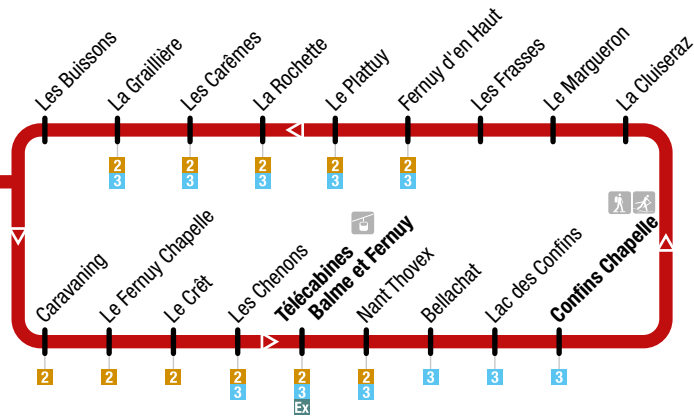 Les Buissons
La Graillière
Les Carêmes
La Rochette
Le Plattuy
Fernuy d'en Haut
Les Frasses
Le Margueron
La Cluiseraz
2
3
2
3
2
3
2
3
2
3
Caravaning
Le Fernuy Chapelle
Le Crêt
Les Chenons
Télécabines
Balme et Fernuy
Nant Thovex
Bellachat
Lac des Confins
Confins Chapelle
2
2
2
2
3
2
3
Ex
2
3
3
3
3